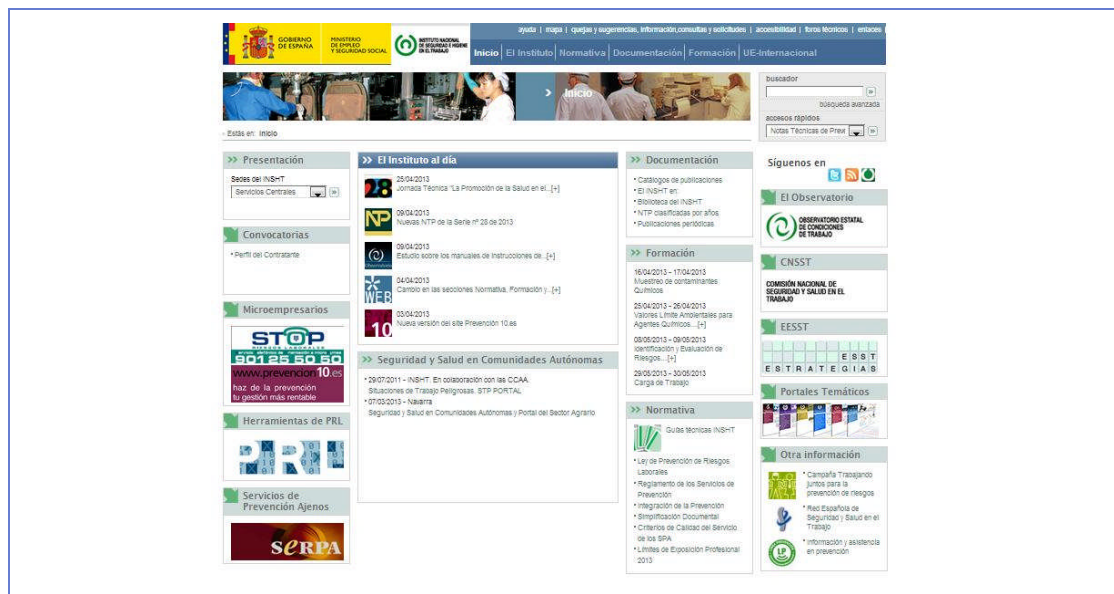 ayuda | mapa | quejas y sugerencias, información,consultas y solicitudes | accesibilidad | foros técnicos | enlaces
GOBIERNO DE ESPAÑA
MINISTERIO DE EMPLEO Y SEGURIDAD SOCIAL
INSTITUTO NACIONAL DE SEGURIDAD E HIGIENE EN EL TRABAJO
Inicio | El Instituto | Normativa | Documentación | Formación | UE-Internacional
Inicio
buscador
búsqueda avanzada
accesos rápidos
Notas Técnicas de Prev
Estás en: Inicio
Presentación
Sedes del INSHT
Servicios Centrales
Convocatorias
Perfil del Contratante
Microempresarios
STOP
RIESGOS LABORALES
901 25 50 50
www.prevencion10.es
haz de la prevención
tu gestión más rentable
Herramientas de PRL
PRL
Servicios de
Prevención Ajenos
SERPA
El Instituto al día
25/04/2013
Jornada Técnica "La Promoción de la Salud en el...[+]
NTP
09/04/2013
Nuevas NTP de la Serie nº 28 de 2013
09/04/2013
Estudio sobre los manuales de instrucciones de...[+]
WEB
04/04/2013
Cambio en las secciones Normativa, Formación y...[+]
10
03/04/2013
Nueva versión del site Prevención 10.es
Seguridad y Salud en Comunidades Autónomas
29/07/2011 - INSHT. En colaboración con las CCAA.
Situaciones de Trabajo Peligrosas. STP PORTAL
07/03/2013 - Navarra
Seguridad y Salud en Comunidades Autónomas y Portal del Sector Agrario
Documentación
Catálogos de publicaciones
El INSHT en:
Biblioteca del INSHT
NTP clasificadas por años
Publicaciones periódicas
Formación
16/04/2013 - 17/04/2013
Muestreo de contaminantes
Químicos
25/04/2013 - 26/04/2013
Valores Límite Ambientales para
Agentes Químicos...[+]
08/05/2013 - 09/05/2013
Identificación y Evaluación de
Riesgos...[+]
29/05/2013 - 30/05/2013
Carga de Trabajo
Normativa
Guías técnicas INSHT
Ley de Prevención de Riesgos
Laborales
Reglamento de los Servicios de
Prevención
Integración de la Prevención
Simplificación Documental
Criterios de Calidad del Servicio
de los SPA
Límites de Exposición Profesional
2013
Síguenos en
El Observatorio
OBSERVATORIO ESTATAL
DE CONDICIONES
DE TRABAJO
CNSST
COMISIÓN NACIONAL DE
SEGURIDAD Y SALUD EN EL
TRABAJO
EESST
EESST
ESTRATEGIAS
Portales Temáticos
Otra información
Campaña Trabajando
juntos para la
prevención de riesgos
Red Española de
Seguridad y Salud en el
Trabajo
LP
Información y asistencia
en prevención